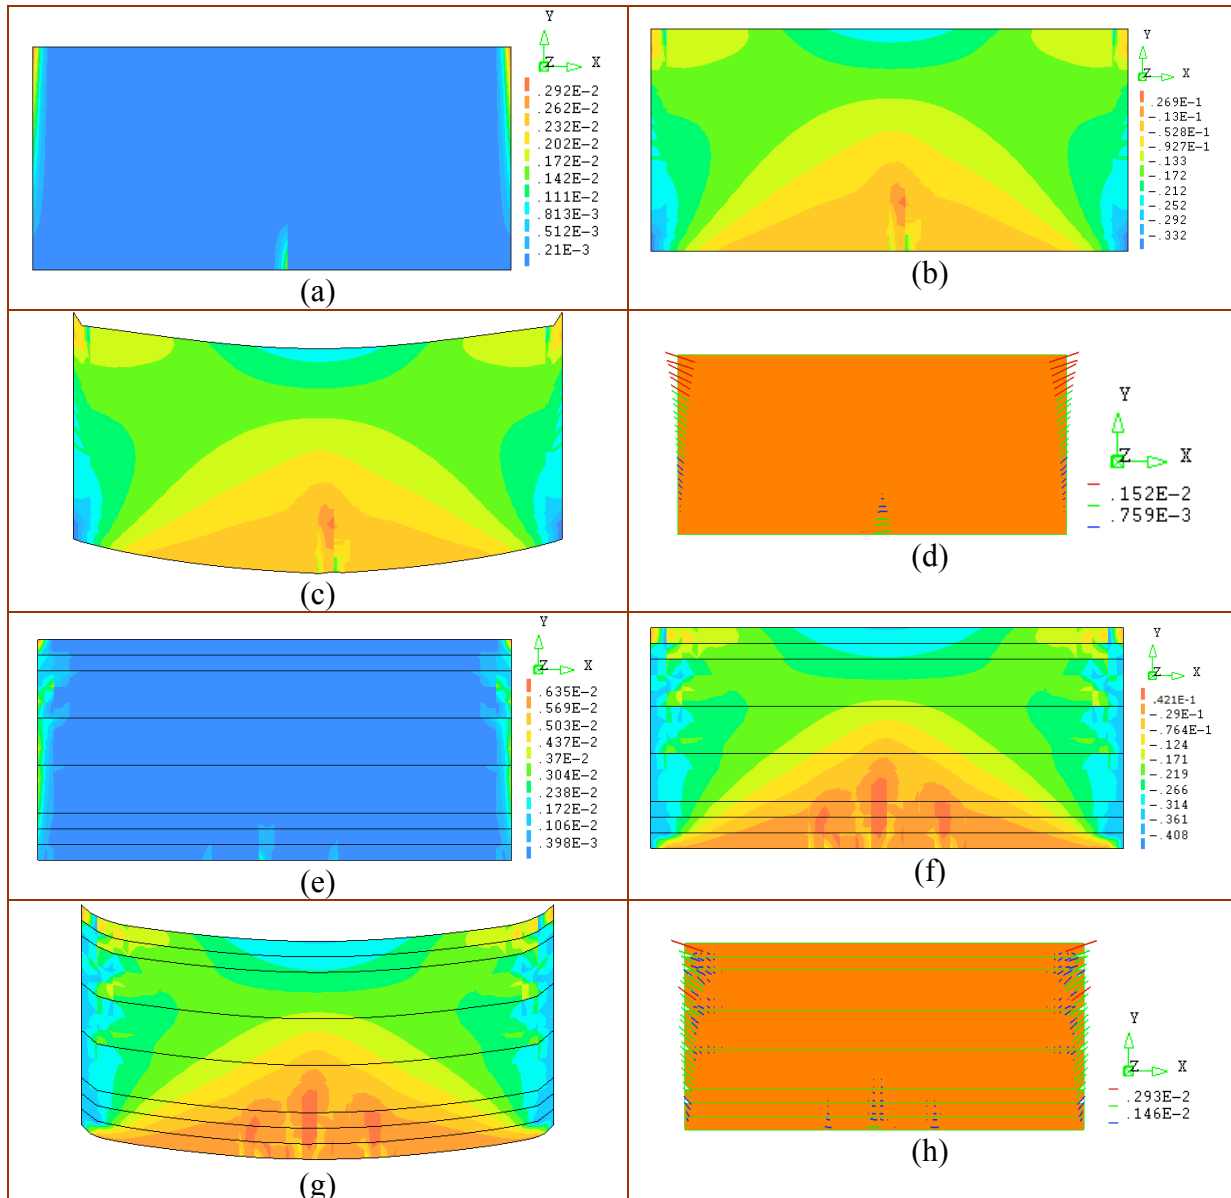 Y
Z X
.292E-2
.262E-2
.232E-2
.202E-2
.172E-2
.142E-2
.111E-2
.813E-3
.512E-3
.21E-3
(a)
Y
Z X
.269E-1
-.13E-1
-.528E-1
-.927E-1
-.133
-.172
-.212
-.252
-.292
-.332
(b)
(c)
Y
Z X
.152E-2
.759E-3
(d)
Y
Z X
.635E-2
.569E-2
.503E-2
.437E-2
.37E-2
.304E-2
.238E-2
.172E-2
.106E-2
.398E-3
(e)
Y
Z X
.421E-1
-.29E-1
-.764E-1
-.124
-.171
-.219
-.266
-.314
-.361
-.408
(f)
(g)
Y
Z X
.293E-2
.146E-2
(h)